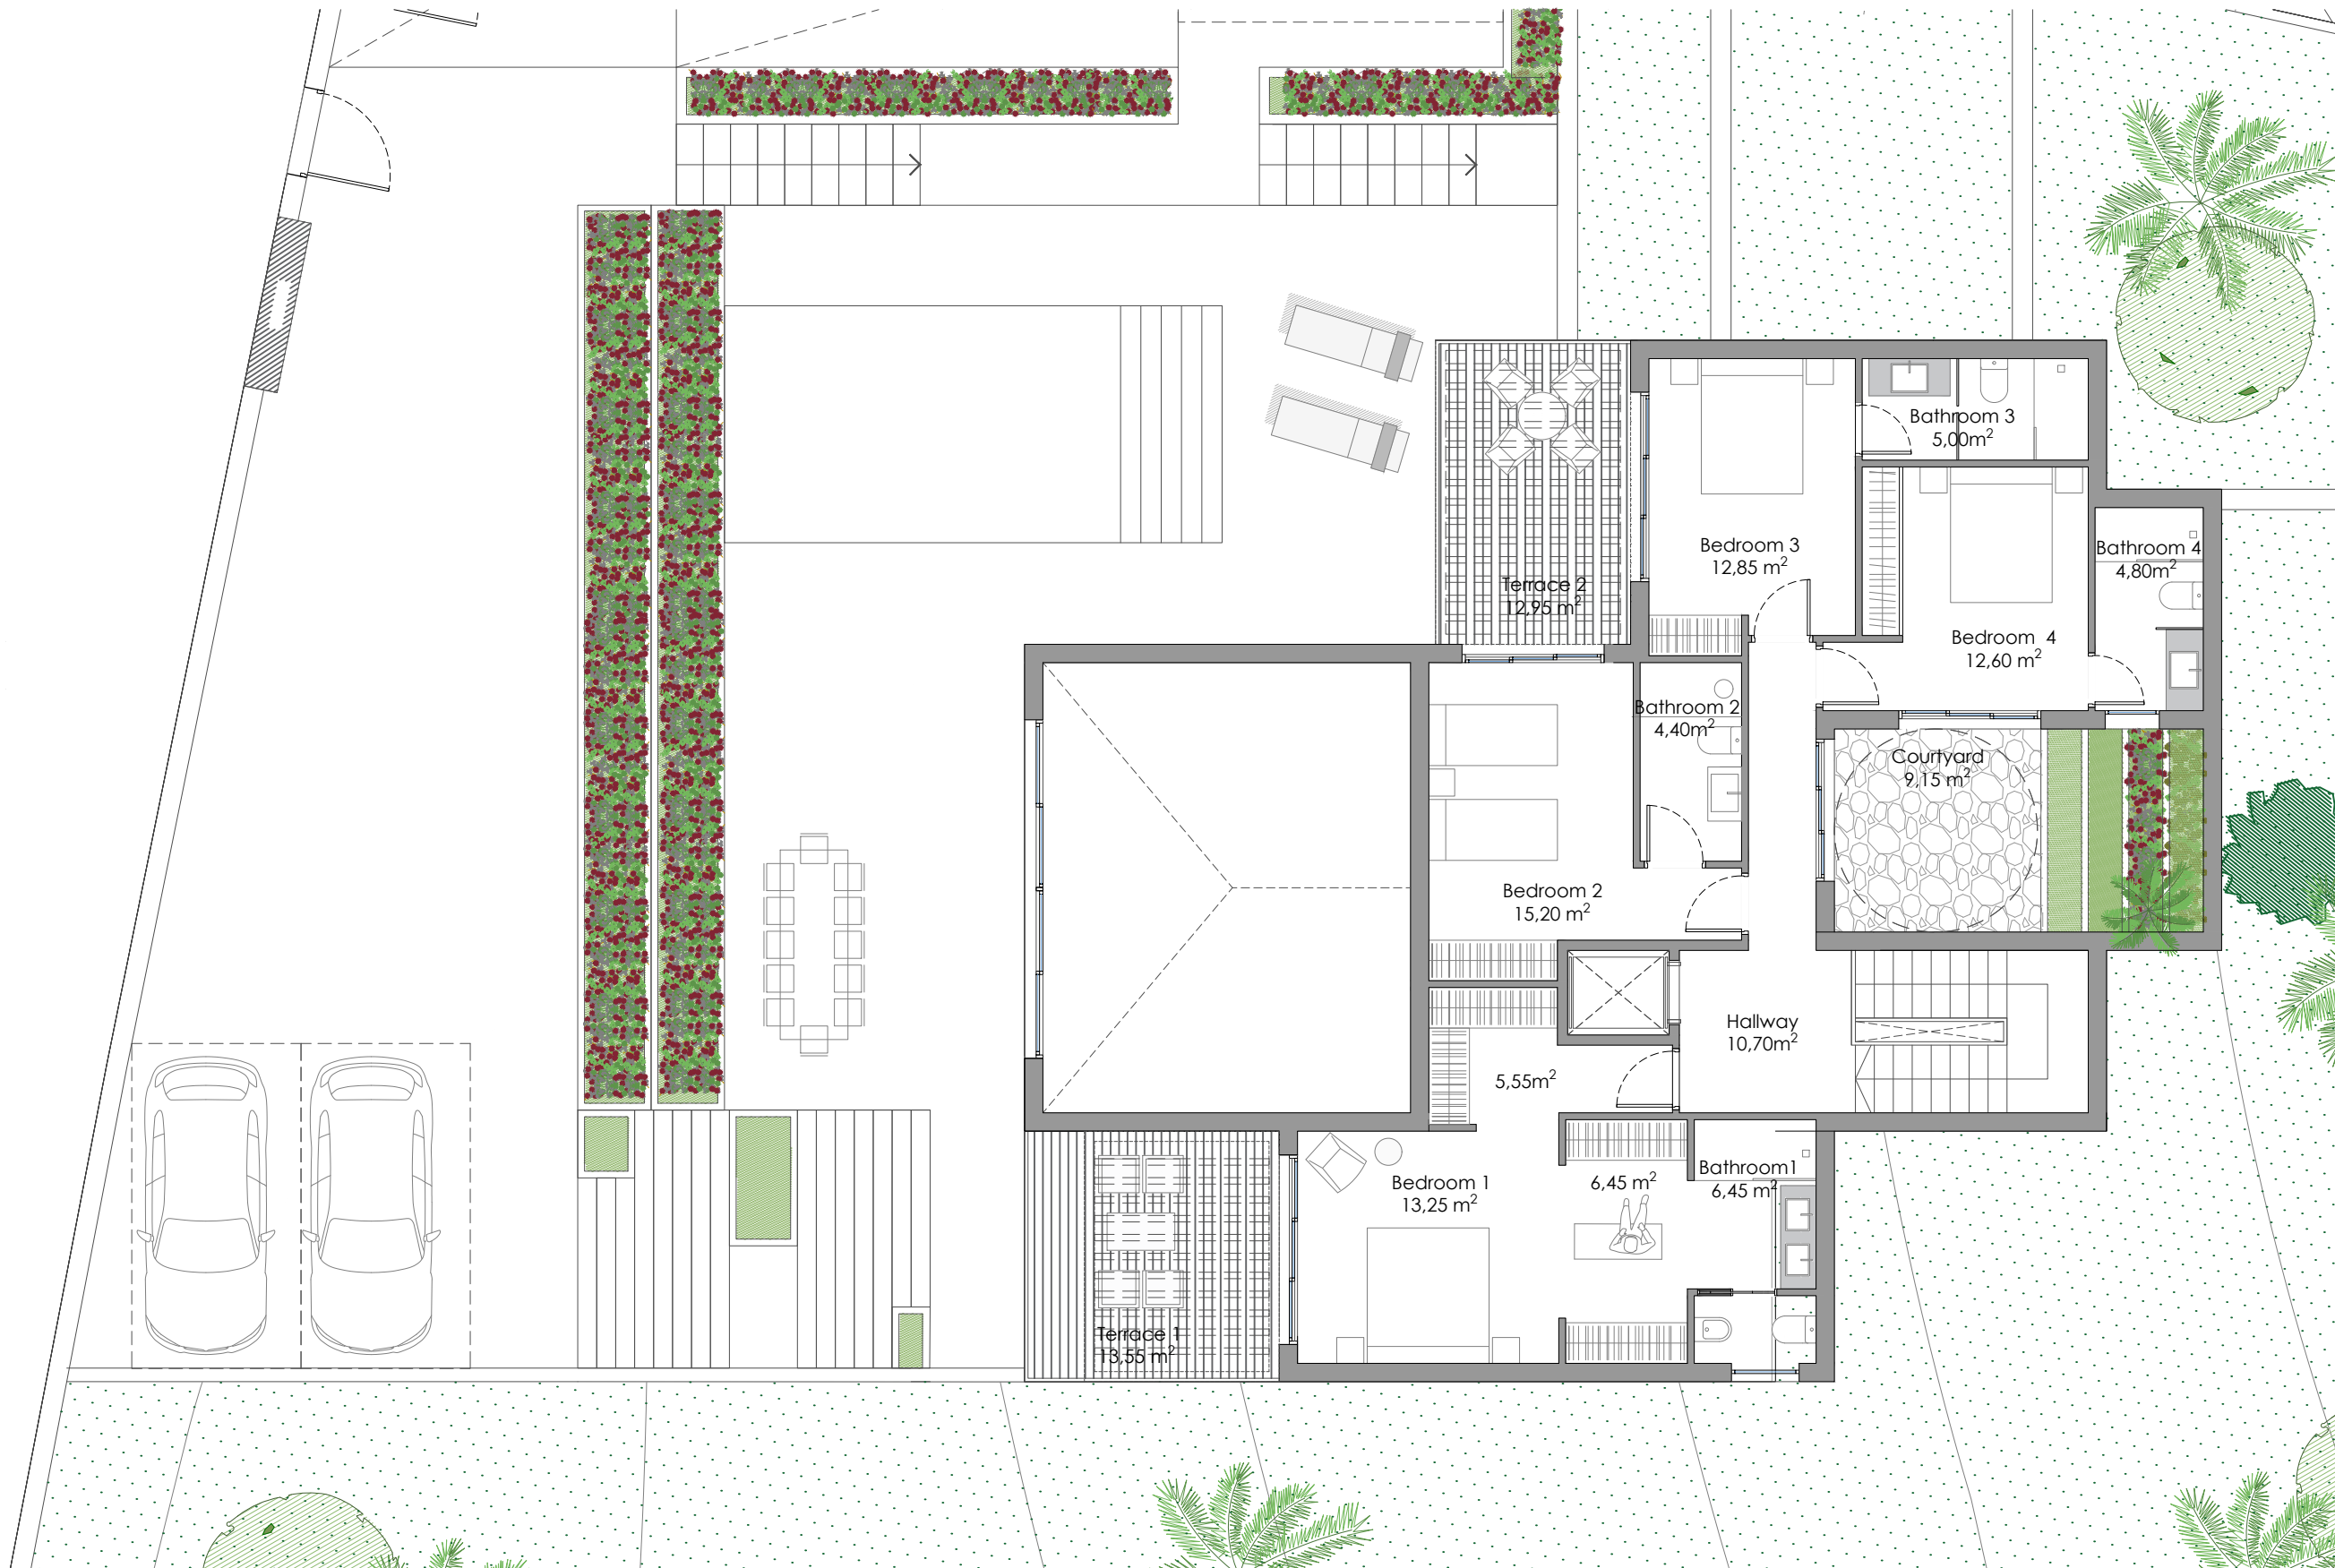 Bathroom 3
5,00m²
Bedroom 3
12,85 m²
Bathroom 4
4,80m²
Terrace 2
12,95 m²
Bedroom  4
12,60 m²
Bathroom 2
4,40m²
Courtyard
9,15 m²
Bedroom 2
15,20 m²
Hallway
10,70m²
5,55m²
Bedroom 1
13,25 m²
6,45 m²
Bathroom1
6,45 m²
Terrace 1
13,55 m²